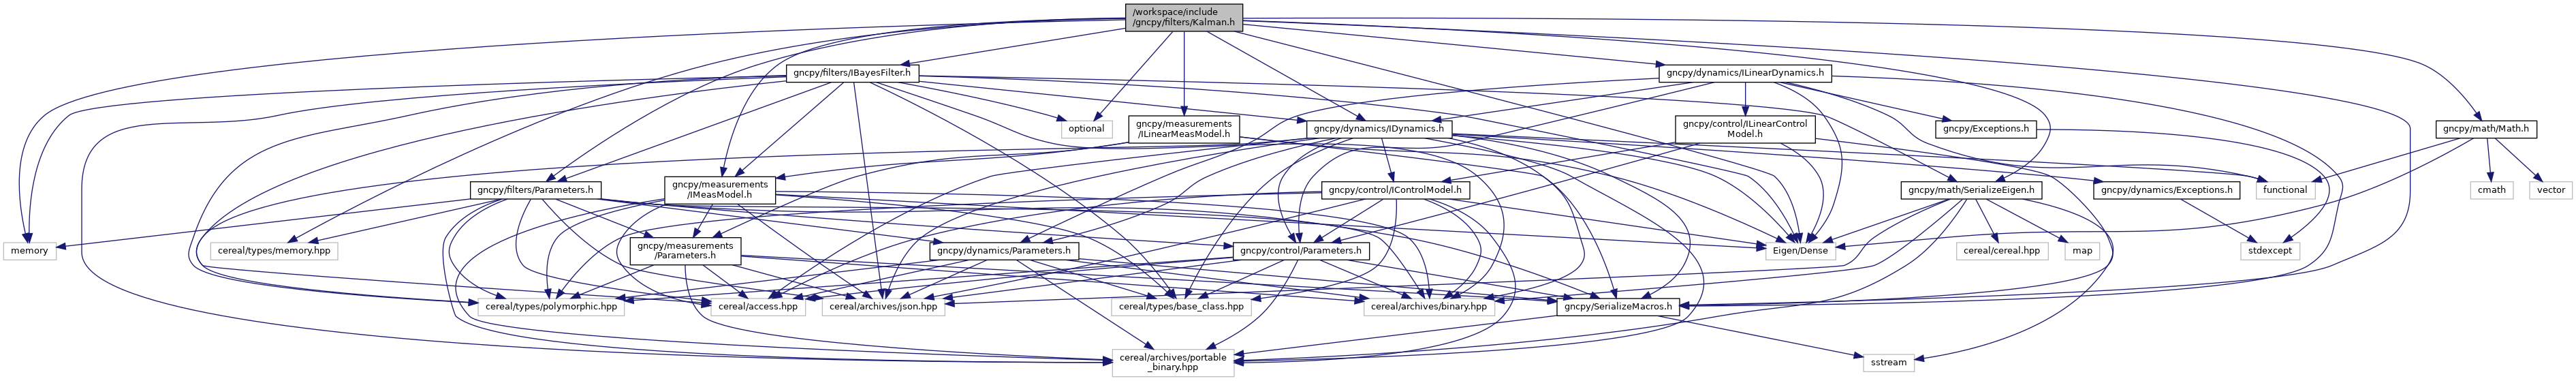 /workspace/include
/gncpy/filters/Kalman.h
gncpy/filters/IBayesFilter.h
gncpy/dynamics/ILinearDynamics.h
optional
gncpy/measurements
/ILinearMeasModel.h
gncpy/dynamics/IDynamics.h
gncpy/control/ILinearControl
Model.h
gncpy/Exceptions.h
gncpy/math/Math.h
gncpy/filters/Parameters.h
gncpy/measurements
/IMeasModel.h
gncpy/control/IControlModel.h
gncpy/math/SerializeEigen.h
gncpy/dynamics/Exceptions.h
functional
cmath
vector
memory
cereal/types/memory.hpp
gncpy/measurements
/Parameters.h
gncpy/dynamics/Parameters.h
gncpy/control/Parameters.h
Eigen/Dense
cereal/cereal.hpp
map
stdexcept
cereal/types/polymorphic.hpp
cereal/access.hpp
cereal/archives/json.hpp
cereal/types/base_class.hpp
cereal/archives/binary.hpp
gncpy/SerializeMacros.h
cereal/archives/portable
_binary.hpp
sstream